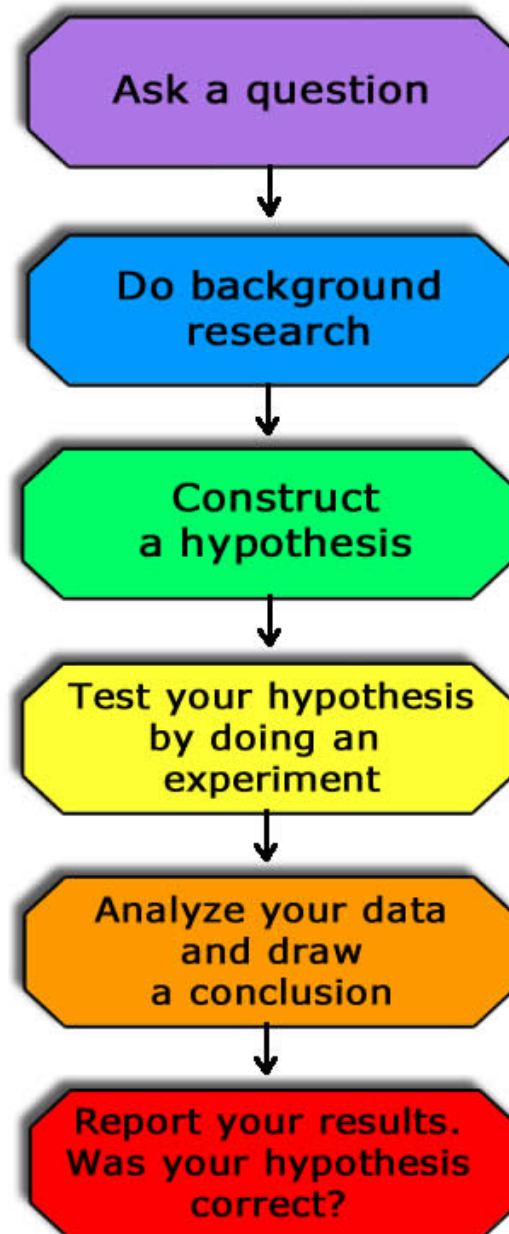 Ask a question
Do background
research
Construct
a hypothesis
Test your hypothesis
by doing an
experiment
Analyze your data
and draw
a conclusion
Report your results.
Was your hypothesis
correct?